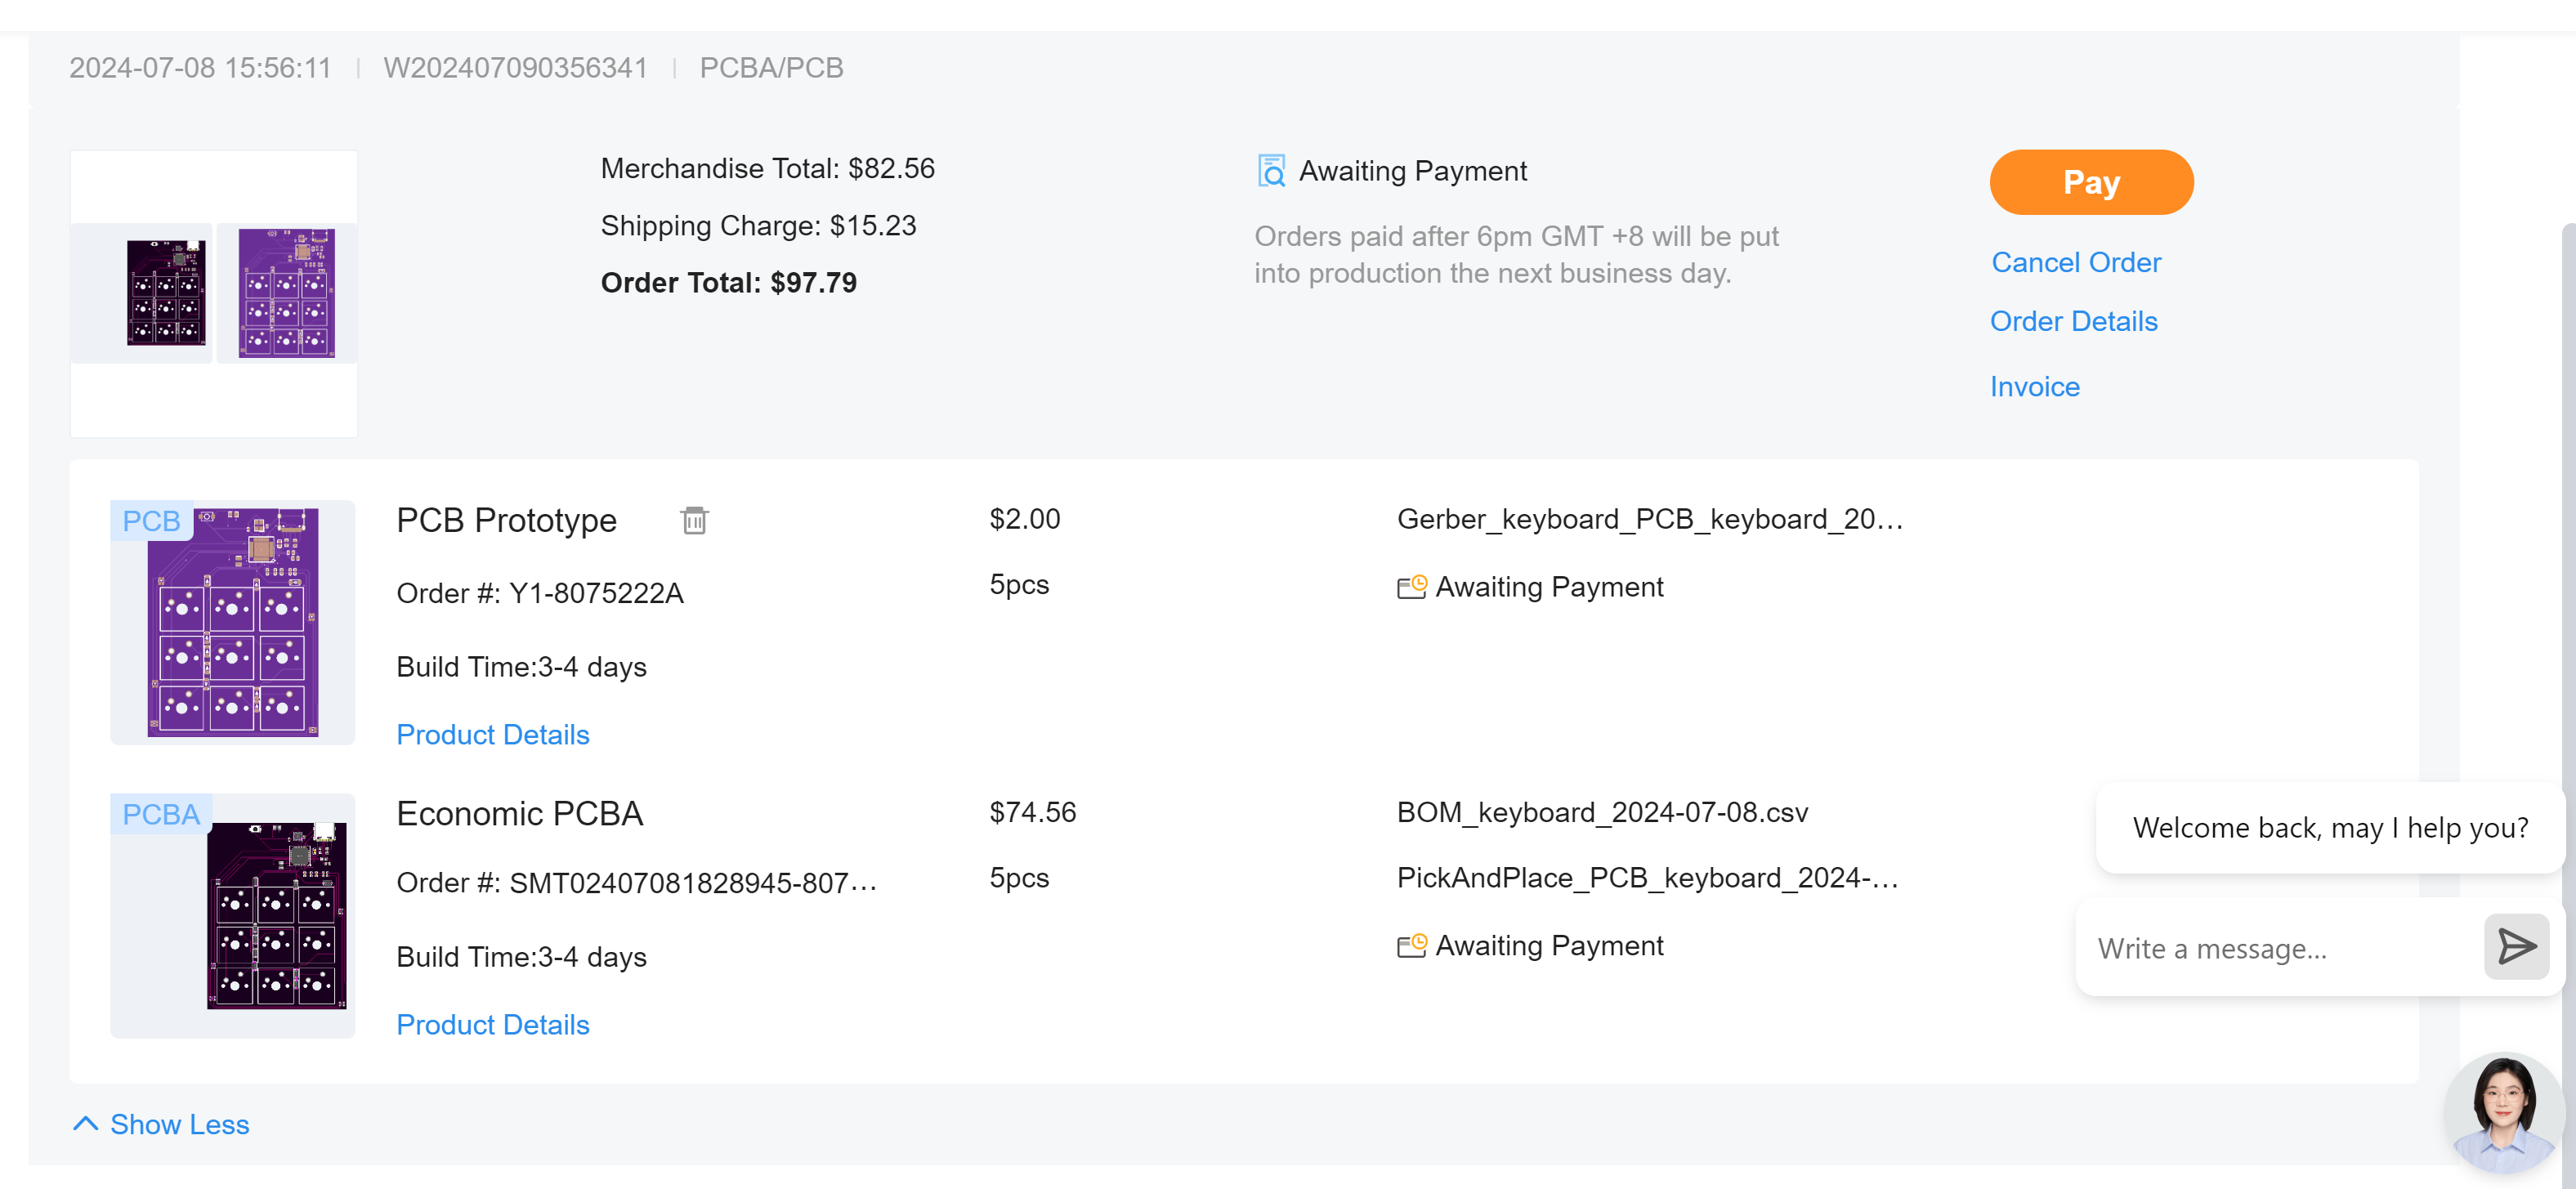 2024-07-08 15:56:11 | W202407090356341 | PCBA/PCB
Merchandise Total: $82.56
Shipping Charge: $15.23
Order Total: $97.79
Awaiting Payment
Orders paid after 6pm GMT +8 will be put
into production the next business day.
Pay
Cancel Order
Order Details
Invoice
PCB
PCB Prototype
Order #: Y1-8075222A
Build Time:3-4 days
Product Details
$2.00
5pcs
Gerber_keyboard_PCB_keyboard_20...
Awaiting Payment
PCBA
Economic PCBA
Order #: SMT02407081828945-807...
Build Time:3-4 days
Product Details
$74.56
5pcs
BOM_keyboard_2024-07-08.csv
PickAndPlace_PCB_keyboard_2024-...
Awaiting Payment
Welcome back, may I help you?
Write a message...
Show Less